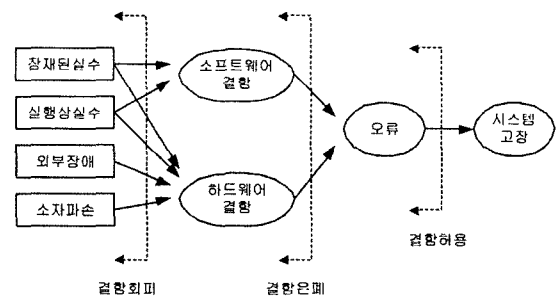 잠재된실수
실행상실수
외부장애
소자파손
소프트웨어
결함
하드웨어
결함
오류
시스템
고장
결함회피
결함은폐
결함허용